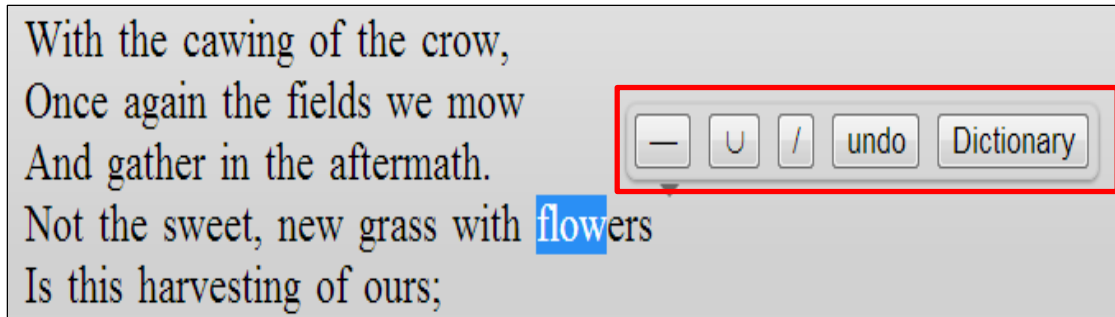 With the cawing of the crow,
Once again the fields we mow
And gather in the aftermath.
— ∪ / undo Dictionary
Not the sweet, new grass with flowers
Is this harvesting of ours;